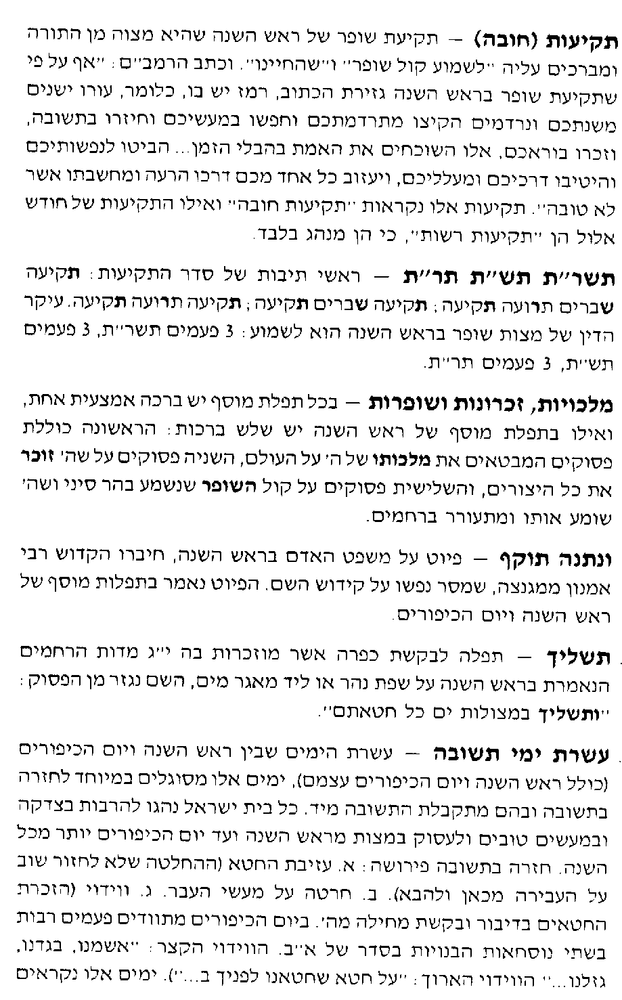 תקיעות (חובה) – תקיעת שופר של ראש השנה שהיא מצוה מן התורה
ומברכים עליה "לשמוע קול שופר" ו"שהחיינו". וכתב הרמב"ם: "אף על פי
שתקיעת שופר בראש השנה גזירת הכתוב, רמז יש בו, כלומר, עורו ישנים
משנתכם ונרדמים הקיצו מתרדמתכם וחפשו במעשיכם וחיזרו בתשובה,
וזכרו בוראכם, אלו השוכחים את האמת בהבלי הזמן... הביטו לנפשותיכם
והיטיבו דרכיכם ומעלליכם, ויעזוב כל אחד מכם דרכו הרעה ומחשבתו אשר
לא טובה". תקיעות אלו נקראות "תקיעות חובה" ואילו התקיעות של חודש
אלול הן "תקיעות רשות", כי הן מנהג בלבד.
תשר"ת תש"ת תר"ת – ראשי תיבות של סדר התקיעות: תקיעה
שברים תרועה תקיעה; תקיעה שברים תקיעה; תקיעה תרועה תקיעה. עיקר
הדין של מצות שופר בראש השנה הוא לשמוע: 3 פעמים תשר"ת, 3 פעמים
תש"ת, 3 פעמים תר"ת.
מלכויות, זכרונות ושופרות – בכל תפלת מוסף יש ברכה אמצעית אחת,
ואילו בתפלת מוסף של ראש השנה יש שלש ברכות: הראשונה כוללת
פסוקים המבטאים את מלכותו של ה' על העולם, השניה פסוקים על שה' זוכר
את כל היצורים, והשלישית פסוקים על קול השופר שנשמע בהר סיני ושה'
שומע אותו ומתעורר ברחמים.
ונתנה תוקף – פיוט על משפט האדם בראש השנה, חיברו הקדוש רבי
אמנון ממגנצה, שמסר נפשו על קידוש השם. הפיוט נאמר בתפלות מוסף של
ראש השנה ויום הכיפורים.
תשליך – תפלה לבקשת כפרה אשר מוזכרות בה י"ג מדות הרחמים
הנאמרת בראש השנה על שפת נהר או ליד מאגר מים, השם נגזר מן הפסוק:
"ותשליך במצולות ים כל חטאתם".
עשרת ימי תשובה – עשרת הימים שבין ראש השנה ויום הכיפורים
(כולל ראש השנה ויום הכיפורים עצמם), ימים אלו מסוגלים במיוחד לחזרה
בתשובה ובהם מתקבלת התשובה מיד. כל בית ישראל נהגו להרבות בצדקה
ובמעשים טובים ולעסוק במצות מראש השנה ועד יום הכיפורים יותר מכל
השנה. חזרה בתשובה פירושה: א. עזיבת החטא (ההחלטה שלא לחזור שוב
על העבירה מכאן ולהבא). ב. חרטה על מעשי העבר. ג. ווידוי (הזכרת
החטאים בדיבור ובקשת מחילה מה'. ביום הכיפורים מתוודים פעמים רבות
בשתי נוסחאות הבנויות בסדר של א"ב. הווידוי הקצר: "אשמנו, בגדנו,
גזלנו..." הווידוי הארוך: "על חטא שחטאנו לפניך ב..."). ימים אלו נקראים